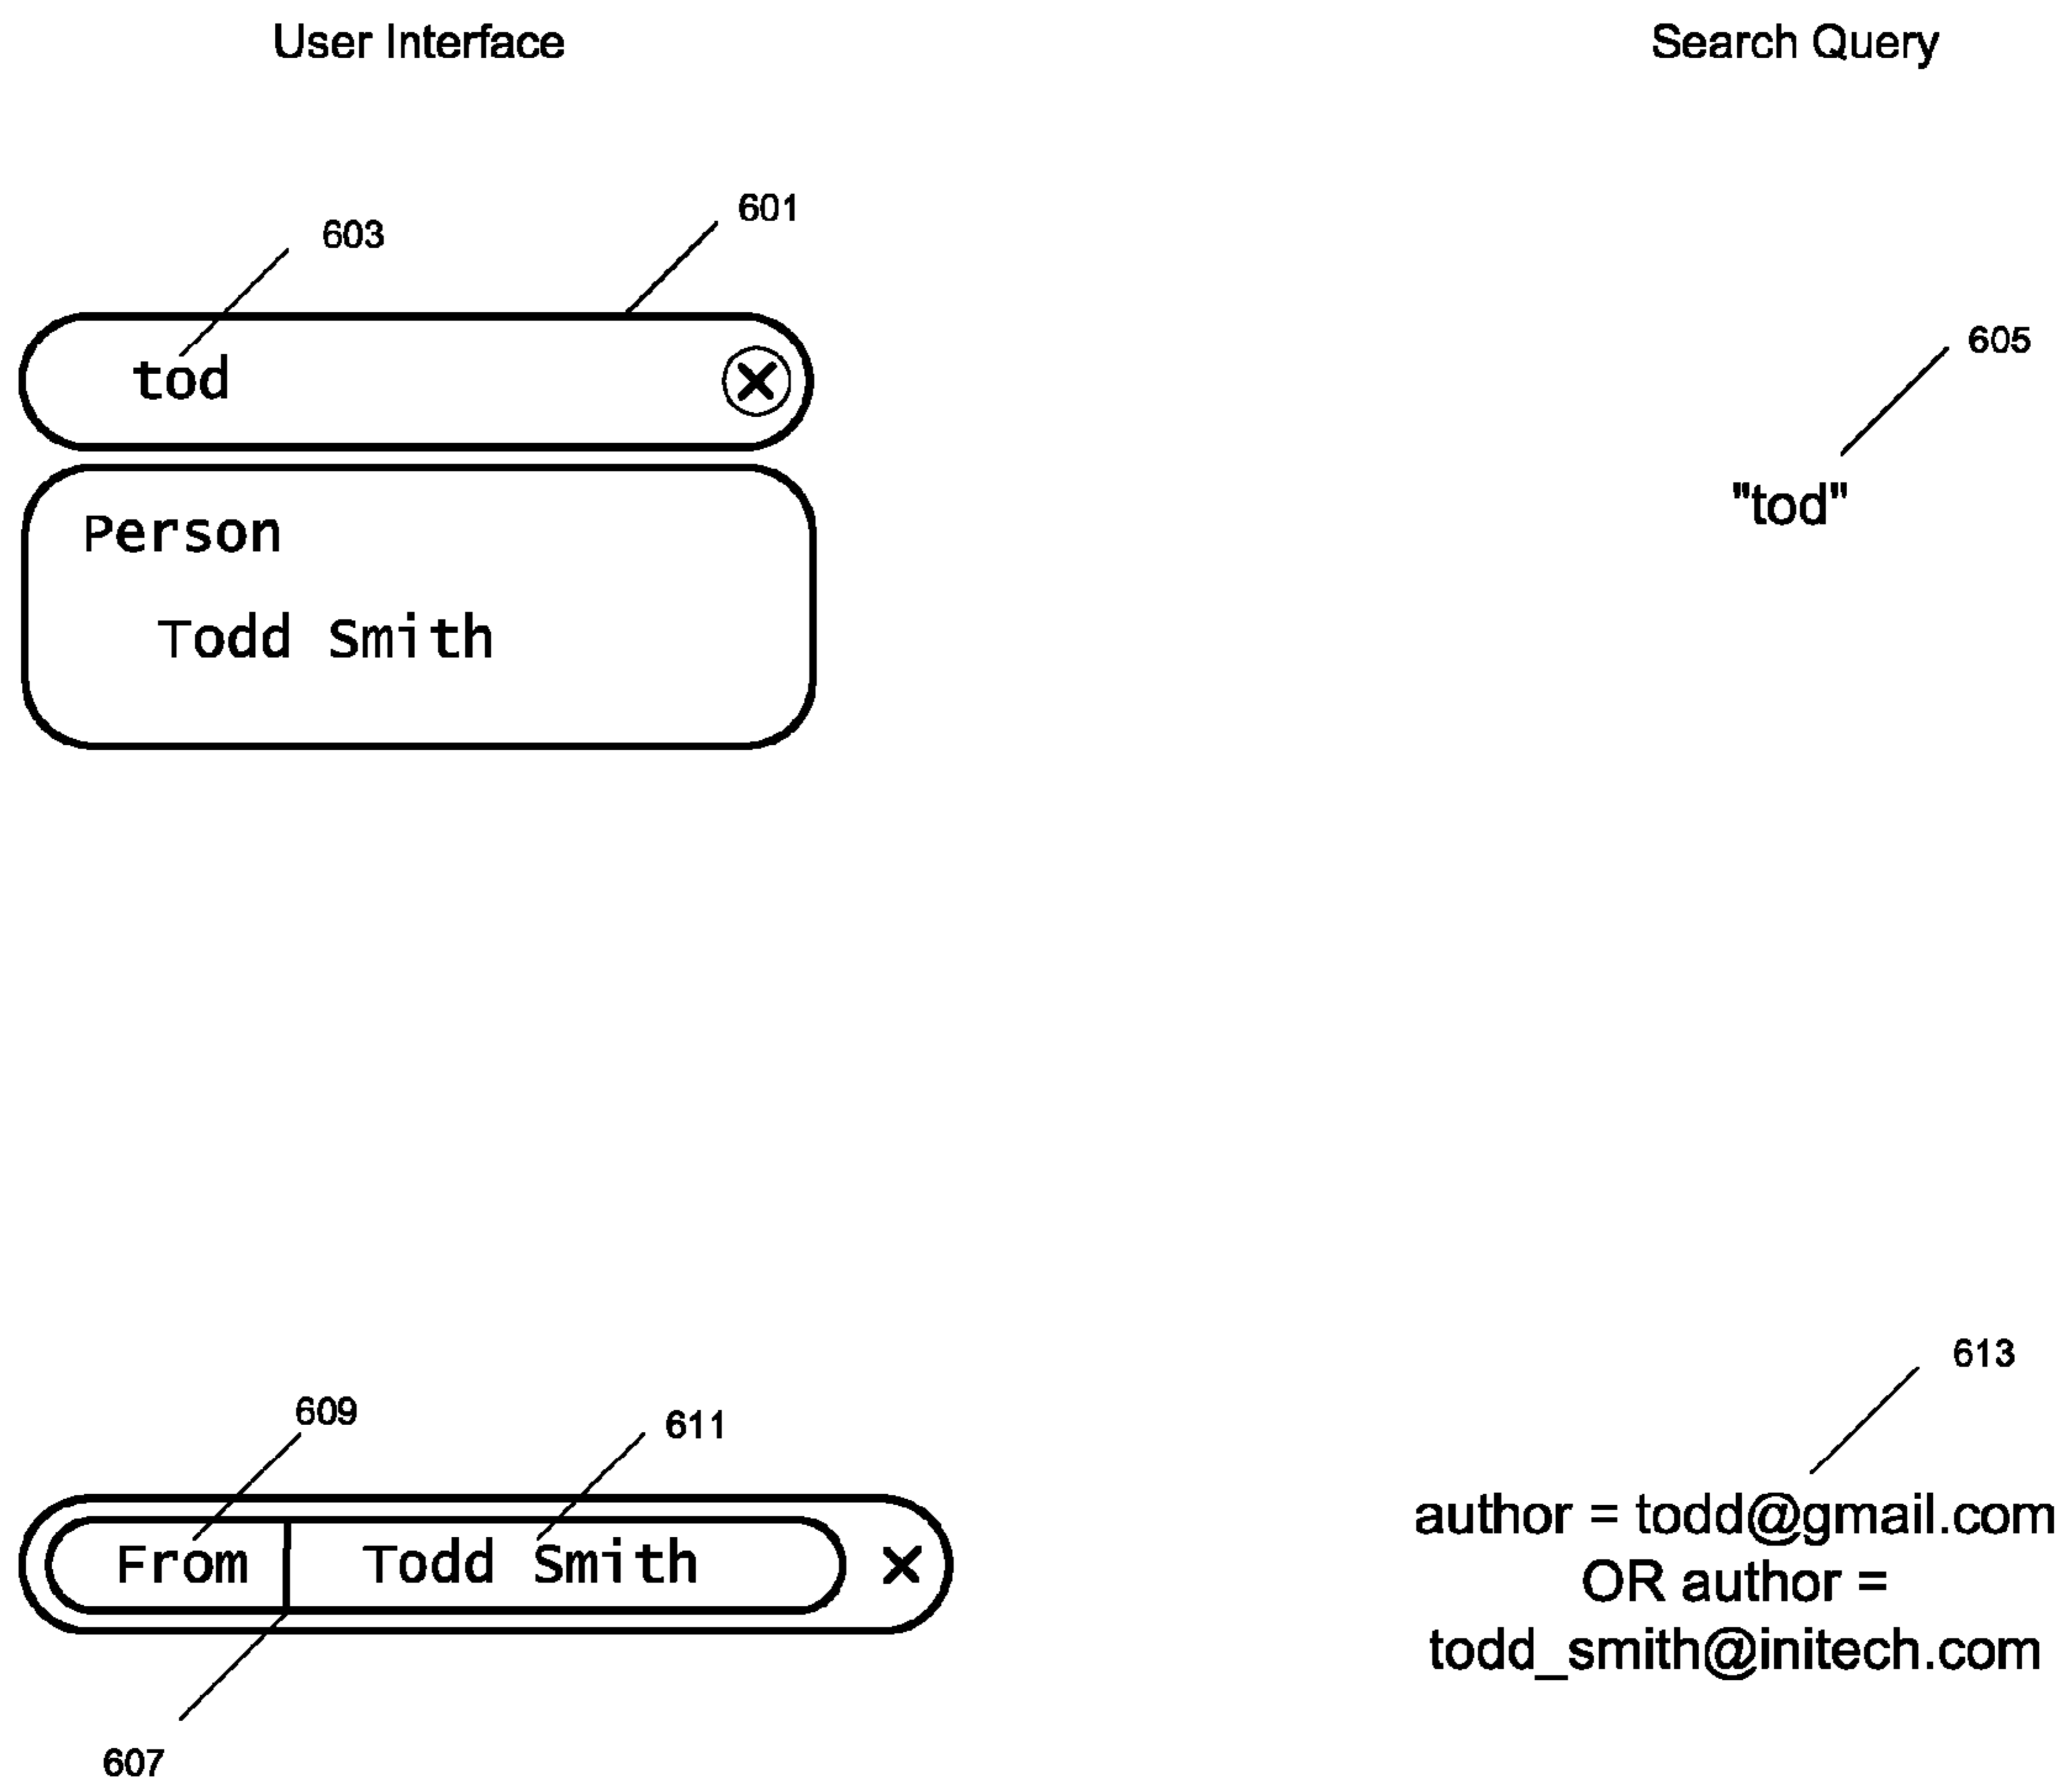 User Interface
Search Query
601
603
tod
605
"tod"
Person
Todd Smith
613
609
611
From
Todd Smith
author = todd@gmail.com
OR author =
todd_smith@initech.com
607